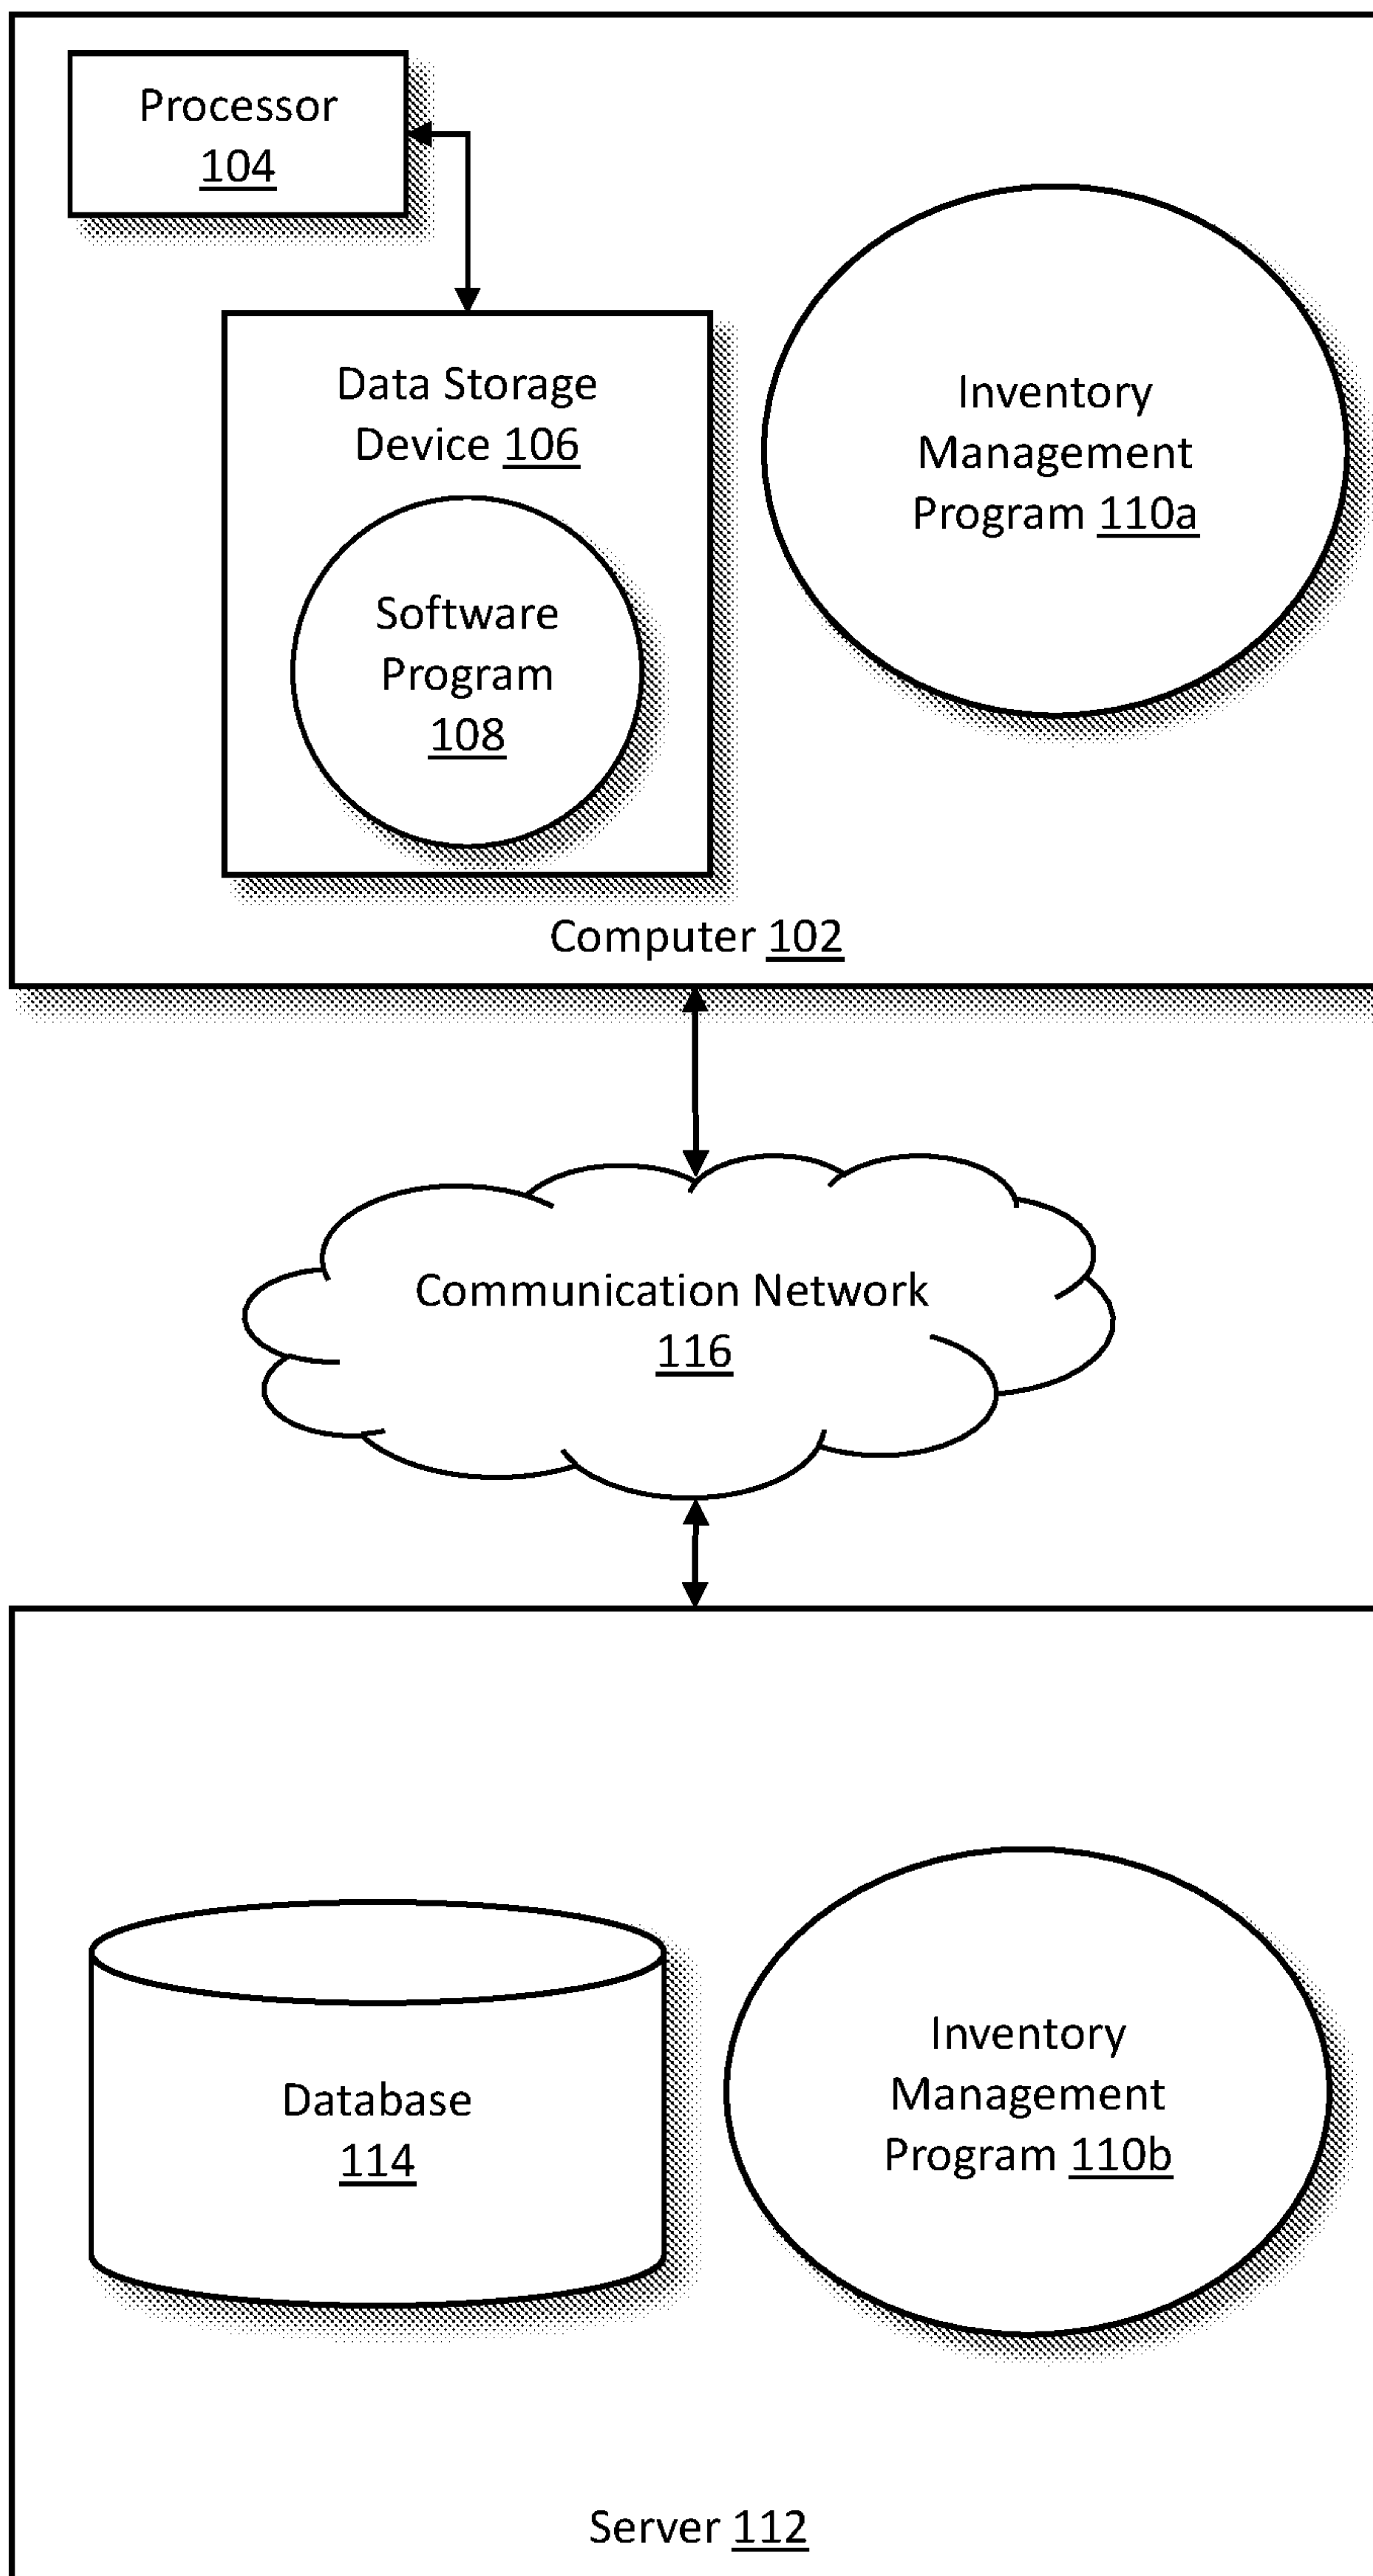 Processor
104
Data Storage
Device 106
Software
Program
108
Inventory
Management
Program 110a
Computer 102
Communication Network
116
Database
114
Inventory
Management
Program 110b
Server 112